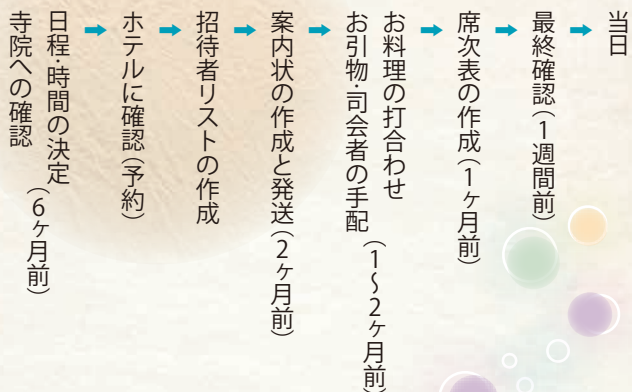 日程・時間の決定
寺院への確認
(6ヶ月前)
➡
ホテルに確認(予約)
➡
招待者リストの作成
➡
案内状の作成と発送(2ヶ月前)
➡
お料理の打合わせ
お引物・司会者の手配
(1〜2ヶ月前)
➡
席次表の作成(1ヶ月前)
➡
最終確認(1週間前)
➡
当日